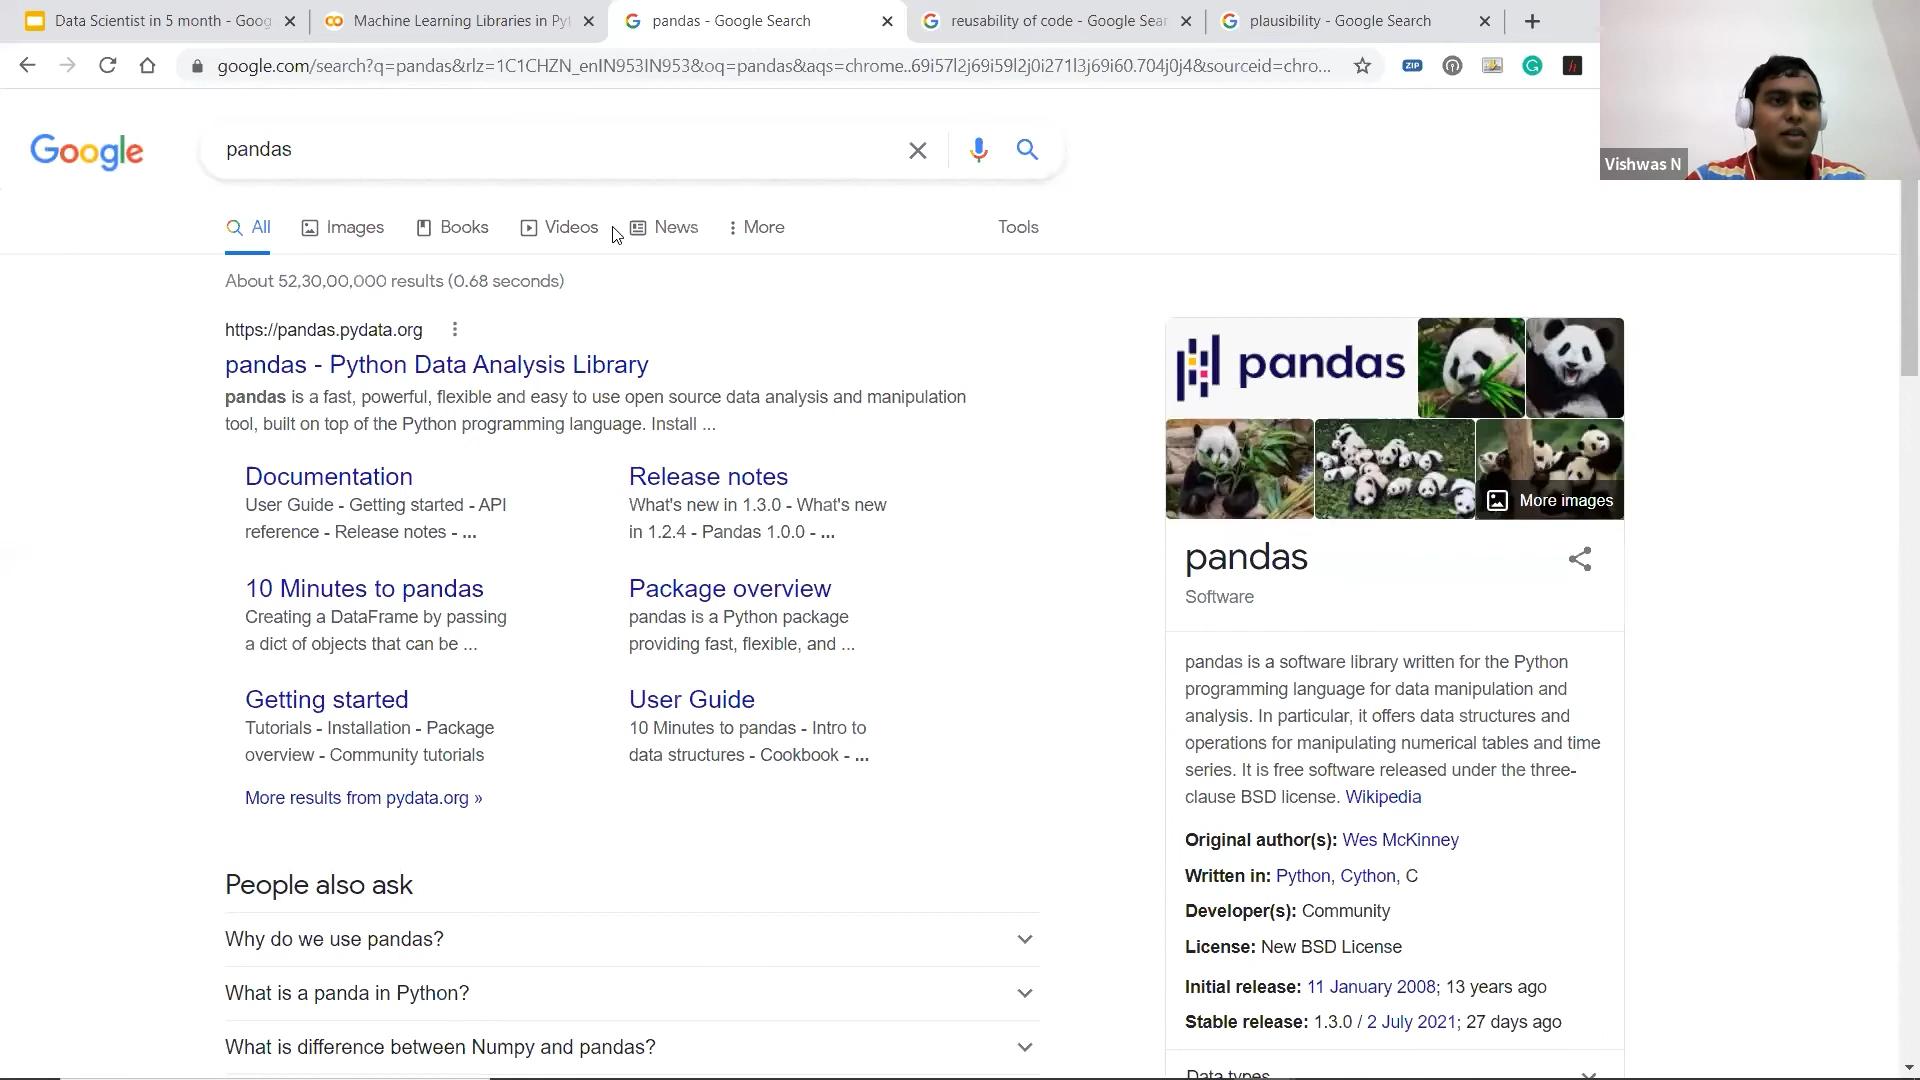 Data Scientist in 5 month - Goog
Machine Learning Libraries in Pyt
pandas - Google Search
reusability of code - Google Sear
plausibility - Google Search
google.com/search?q=pandas&rlz=1C1CHZN_enIN953IN953&oq=pandas&aqs=chrome..69i57l2j69i59l2j0i271l3j69i60.704j0j4&sourceid=chro...
ZIP
Vishwas N
Google
pandas
All
Images
Books
Videos
News
More
Tools
About 52,30,00,000 results (0.68 seconds)
https://pandas.pydata.org
pandas - Python Data Analysis Library
pandas is a fast, powerful, flexible and easy to use open source data analysis and manipulation
tool, built on top of the Python programming language. Install ...
Documentation
User Guide - Getting started - API
reference - Release notes - ...
Release notes
What's new in 1.3.0 - What's new
in 1.2.4 - Pandas 1.0.0 - ...
10 Minutes to pandas
Creating a DataFrame by passing
a dict of objects that can be ...
Package overview
pandas is a Python package
providing fast, flexible, and ...
Getting started
Tutorials - Installation - Package
overview - Community tutorials
User Guide
10 Minutes to pandas - Intro to
data structures - Cookbook - ...
More results from pydata.org »
People also ask
Why do we use pandas?
What is a panda in Python?
What is difference between Numpy and pandas?
pandas
More images
pandas
Software
pandas is a software library written for the Python
programming language for data manipulation and
analysis. In particular, it offers data structures and
operations for manipulating numerical tables and time
series. It is free software released under the three-
clause BSD license. Wikipedia
Original author(s): Wes McKinney
Written in: Python, Cython, C
Developer(s): Community
License: New BSD License
Initial release: 11 January 2008; 13 years ago
Stable release: 1.3.0 / 2 July 2021; 27 days ago
Data types